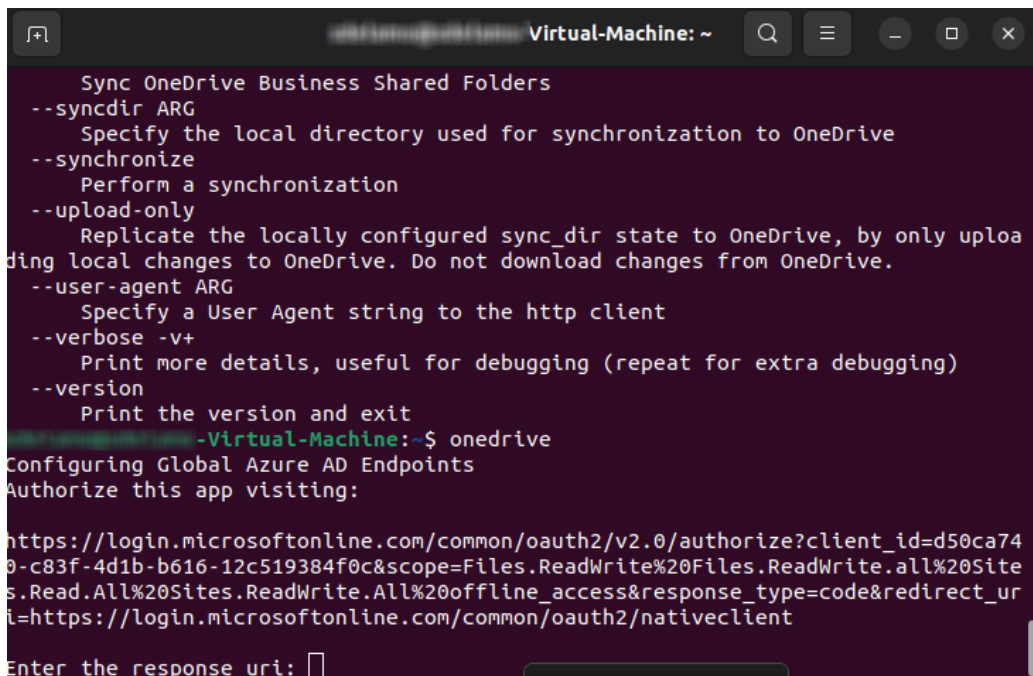 Virtual-Machine: ~
Sync OneDrive Business Shared Folders
--syncdir ARG
Specify the local directory used for synchronization to OneDrive
--synchronize
Perform a synchronization
--upload-only
Replicate the locally configured sync_dir state to OneDrive, by only uploa
ding local changes to OneDrive. Do not download changes from OneDrive.
--user-agent ARG
Specify a User Agent string to the http client
--verbose -v+
Print more details, useful for debugging (repeat for extra debugging)
--version
Print the version and exit
-Virtual-Machine:~$ onedrive
Configuring Global Azure AD Endpoints
Authorize this app visiting:
https://login.microsoftonline.com/common/oauth2/v2.0/authorize?client_id=d50ca74
0-c83f-4d1b-b616-12c519384f0c&scope=Files.ReadWrite%20Files.ReadWrite.all%20Site
s.Read.All%20Sites.ReadWrite.All%20offline_access&response_type=code&redirect_ur
i=https://login.microsoftonline.com/common/oauth2/nativeclient
Enter the response uri: